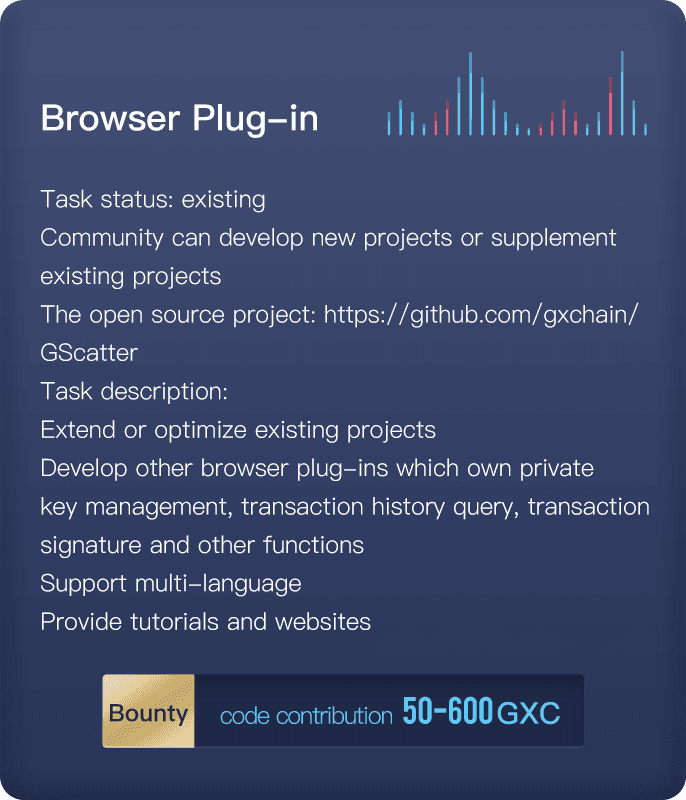 Browser Plug-in
Task status: existing
Community can develop new projects or supplement
existing projects
The open source project: https://github.com/gxchain/
GScatter
Task description:
Extend or optimize existing projects
Develop other browser plug-ins which own private
key management, transaction history query, transaction
signature and other functions
Support multi-language
Provide tutorials and websites
Bounty code contribution 50-600GXC